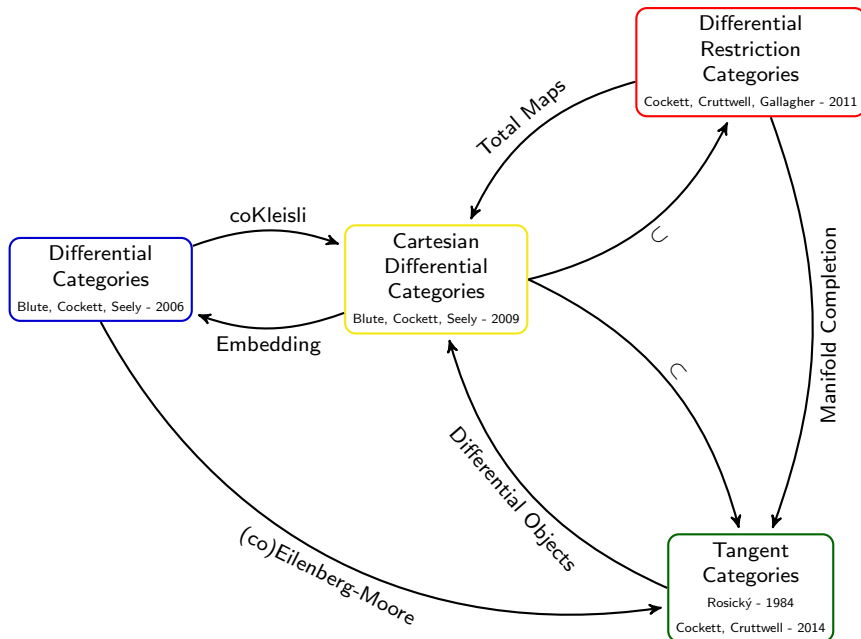 Differential
Restriction
Categories
Cockett, Cruttwell, Gallagher - 2011
Total Maps
coKleisli
Differential
Categories
Blute, Cockett, Seely - 2006
Cartesian
Differential
Categories
Blute, Cockett, Seely - 2009
⊂
Embedding
Manifold Completion
⊂
Differential Objects
(co)Eilenberg-Moore
Tangent
Categories
Rosický - 1984
Cockett, Cruttwell - 2014